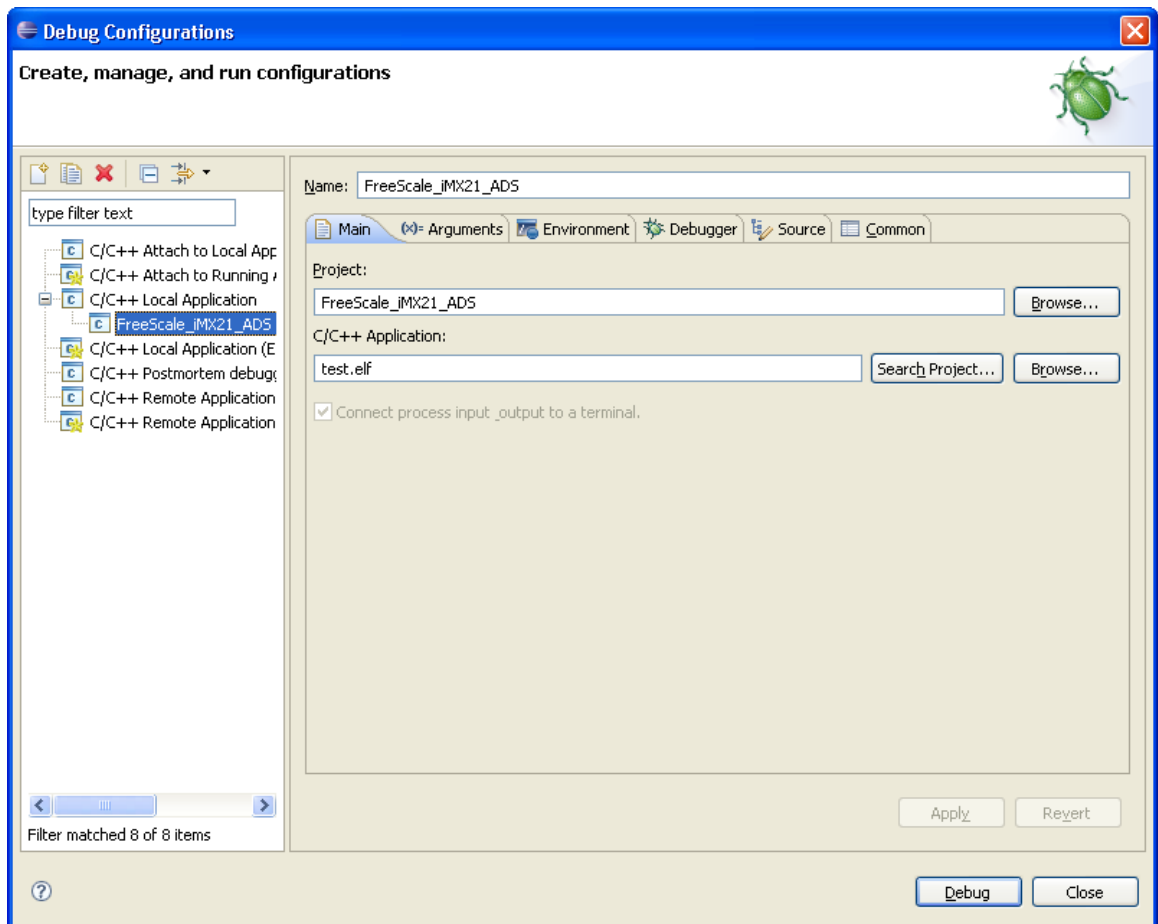 Debug Configurations
Create, manage, and run configurations
type filter text
C/C++ Attach to Local App
C/C++ Attach to Running
C/C++ Local Application
FreeScale_iMX21_ADS
C/C++ Local Application (E
C/C++ Postmortem debugg
C/C++ Remote Application
C/C++ Remote Application
Filter matched 8 of 8 items
Name: FreeScale_iMX21_ADS
Main (x)= Arguments Environment Debugger Source Common
Project:
FreeScale_iMX21_ADS Browse...
C/C++ Application:
test.elf Search Project... Browse...
Connect process input _output to a terminal.
Apply Revert
? Debug Close